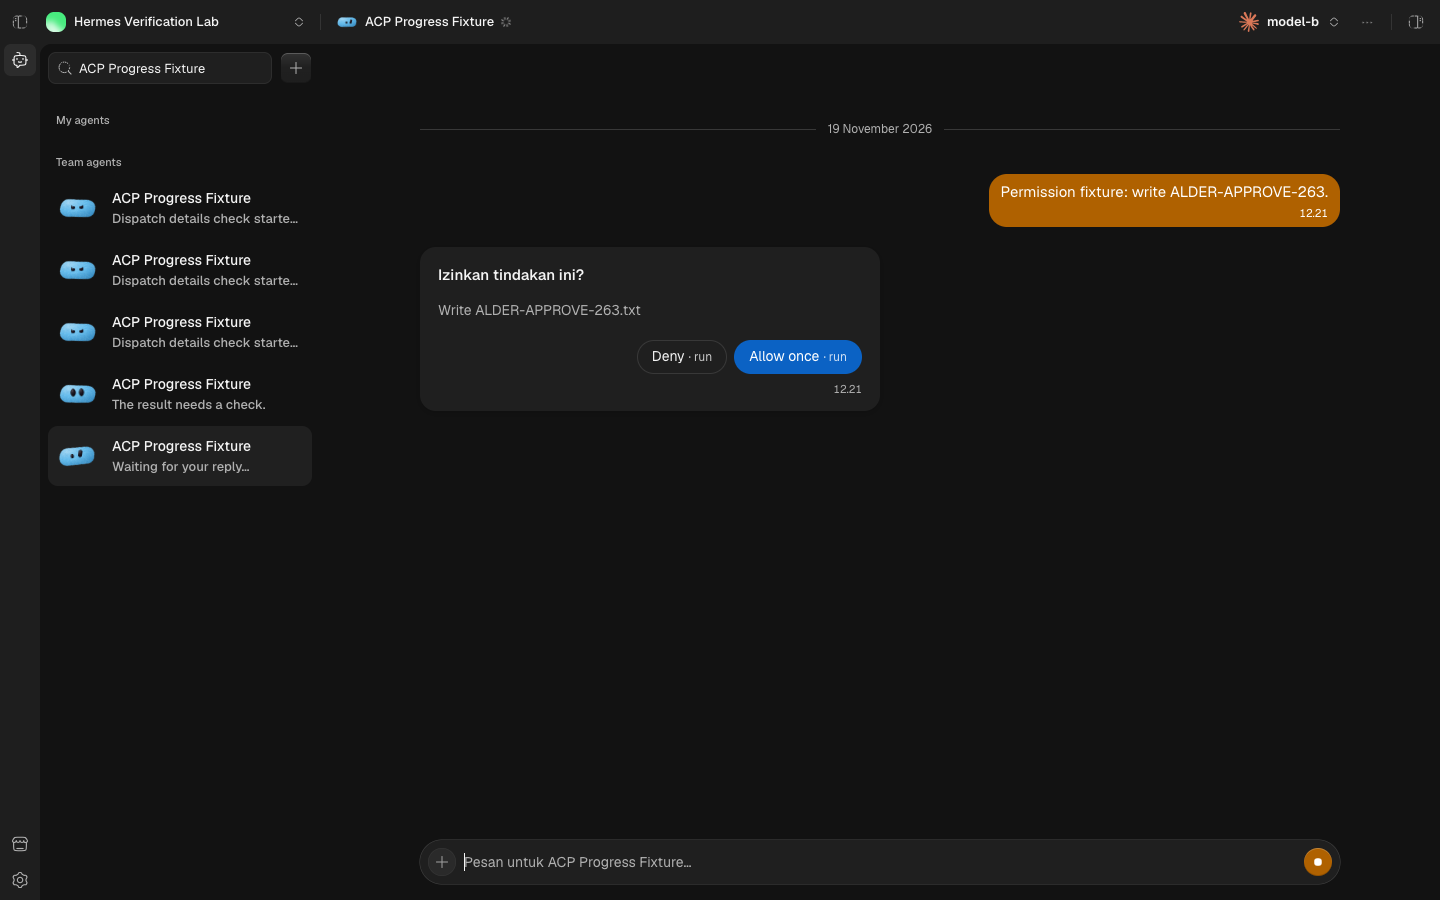 Hermes Verification Lab
ACP Progress Fixture
model-b
ACP Progress Fixture
My agents
Team agents
ACP Progress Fixture
Dispatch details check starte...
ACP Progress Fixture
Dispatch details check starte...
ACP Progress Fixture
Dispatch details check starte...
ACP Progress Fixture
The result needs a check.
ACP Progress Fixture
Waiting for your reply...
19 November 2026
Permission fixture: write ALDER-APPROVE-263.
12.21
Izinkan tindakan ini?
Write ALDER-APPROVE-263.txt
Deny · run
Allow once · run
12.21
Pesan untuk ACP Progress Fixture...